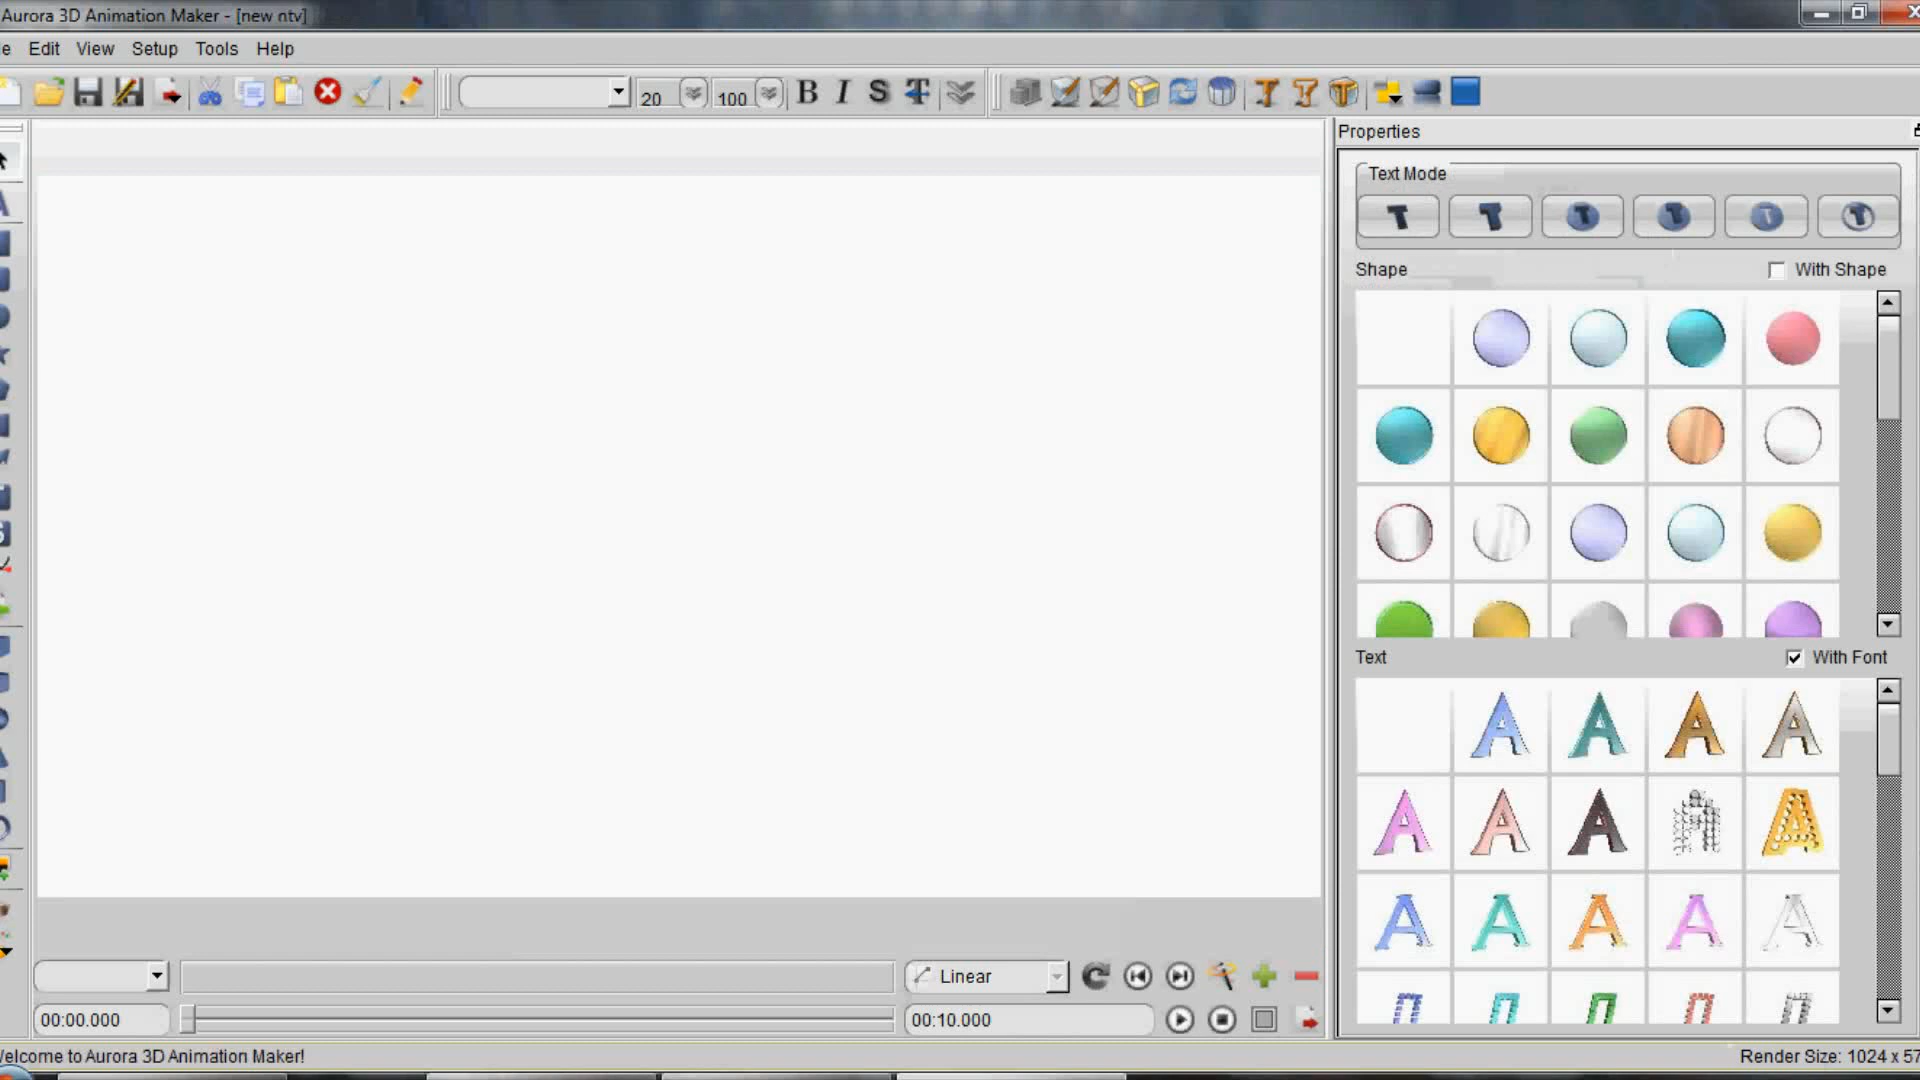 Aurora 3D Animation Maker - [new ntv]
Edit View Setup Tools Help
20 100 B I S T
Properties
Text Mode
Shape With Shape
Text With Font
Linear
00:00.000 00:10.000
elcome to Aurora 3D Animation Maker! Render Size: 1024 x 57